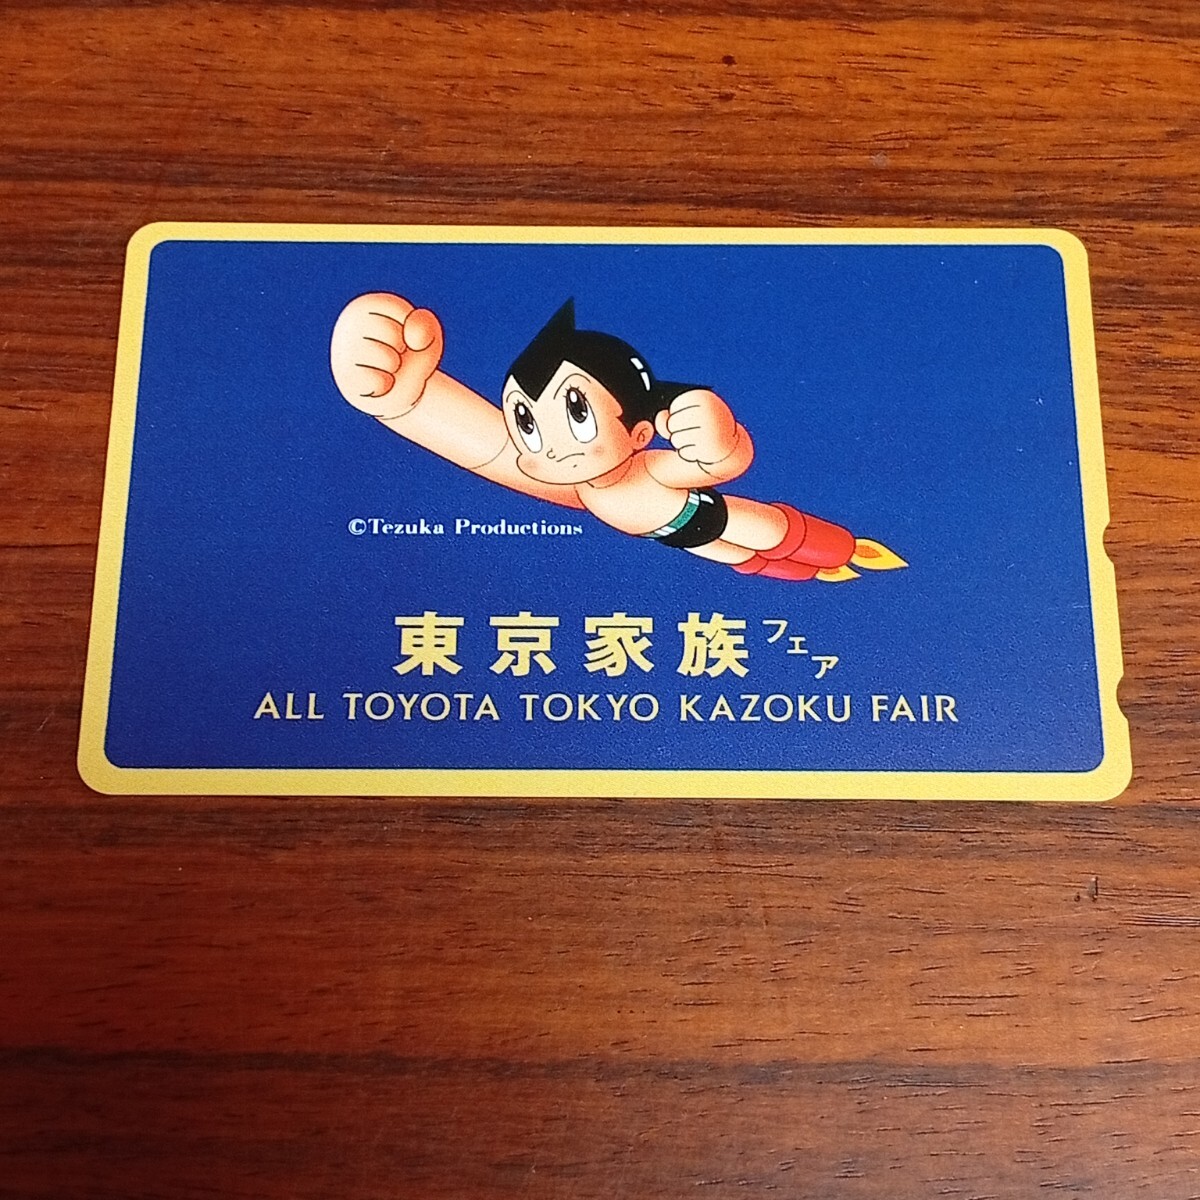 ©Tezuka Productions
東京家族フェア
ALL TOYOTA TOKYO KAZOKU FAIR